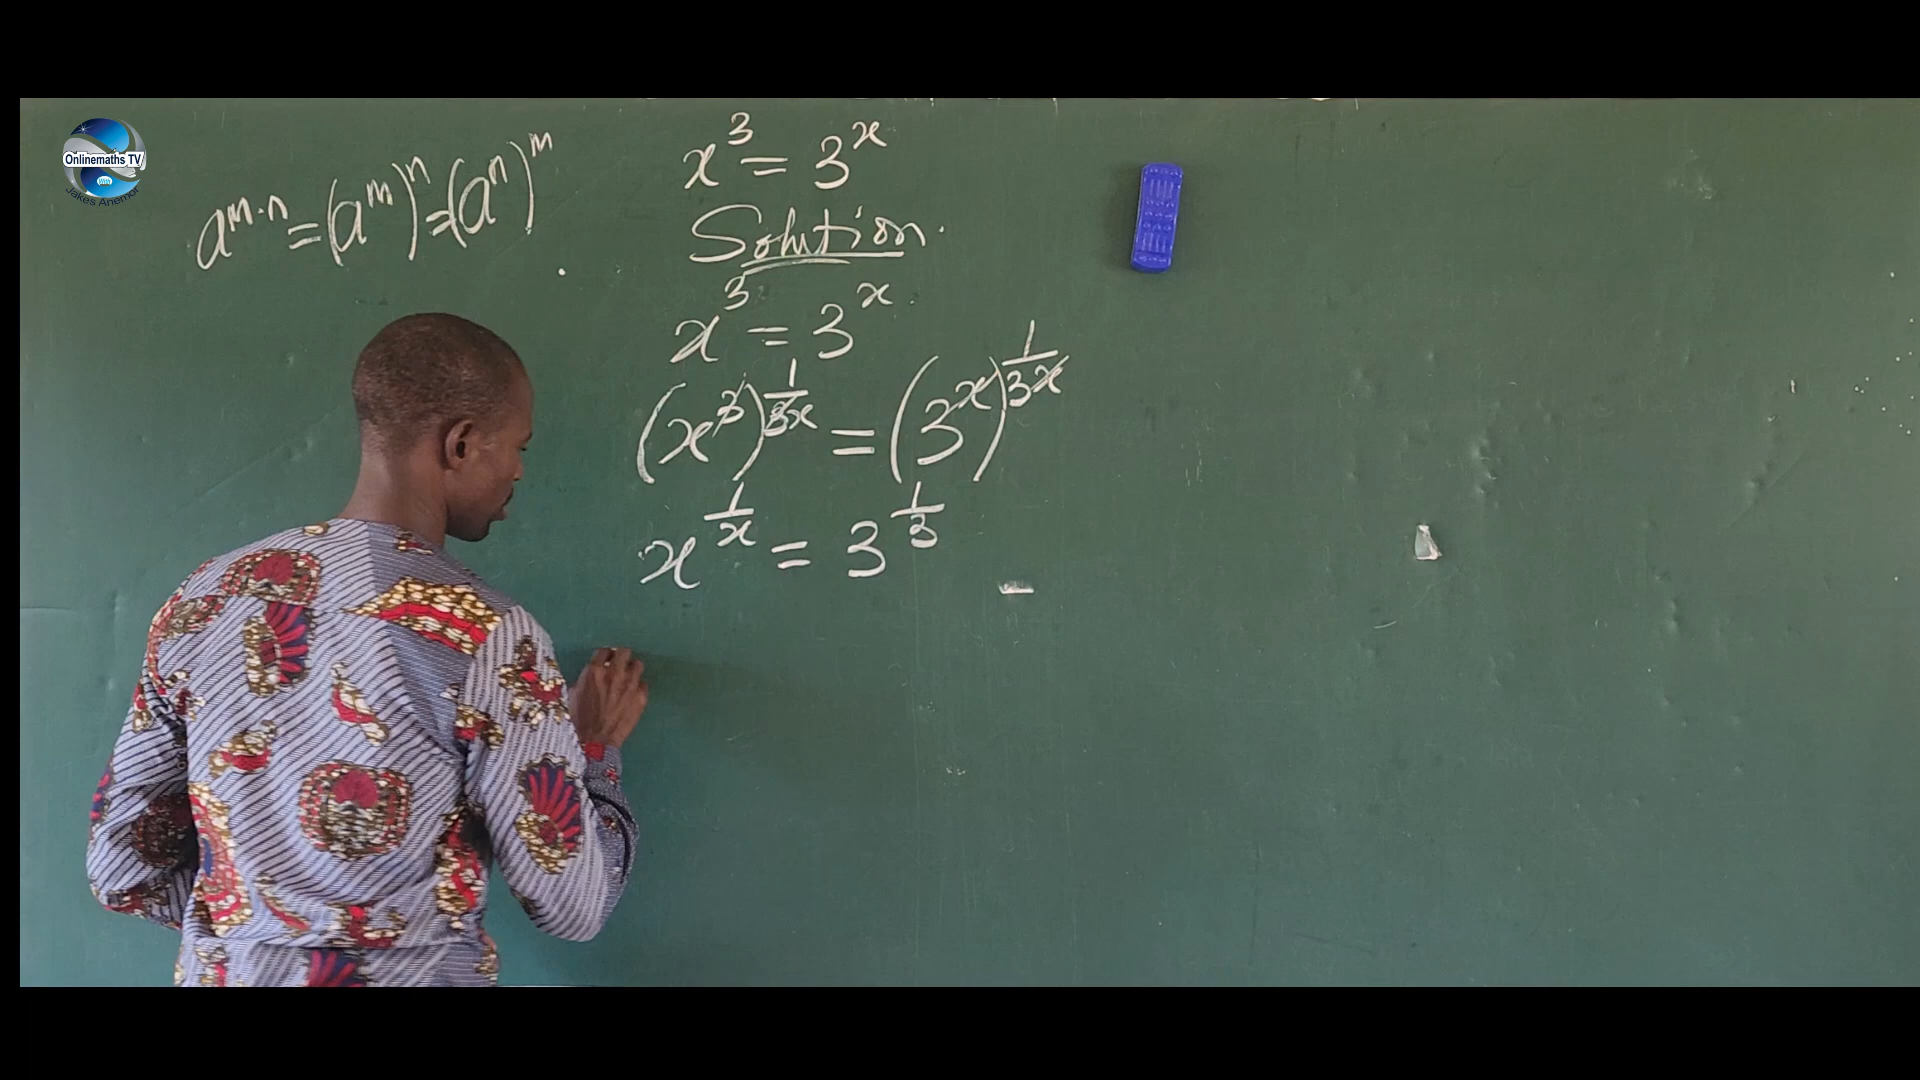 Onlinemaths TV
Jakes Anemor
a^{m·n} = (a^m)^n = (a^n)^m
x^3 = 3^x
Solution.
x^3 = 3^x
(x^3)^{1/3x} = (3^x)^{1/3x}
x^{1/x} = 3^{1/3}